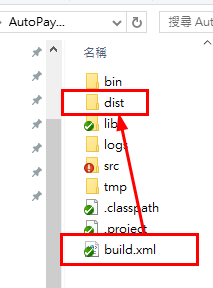 AutoPay...
搜尋 Auto
名稱
bin
dist
lib
logs
src
tmp
.classpath
.project
build.xml